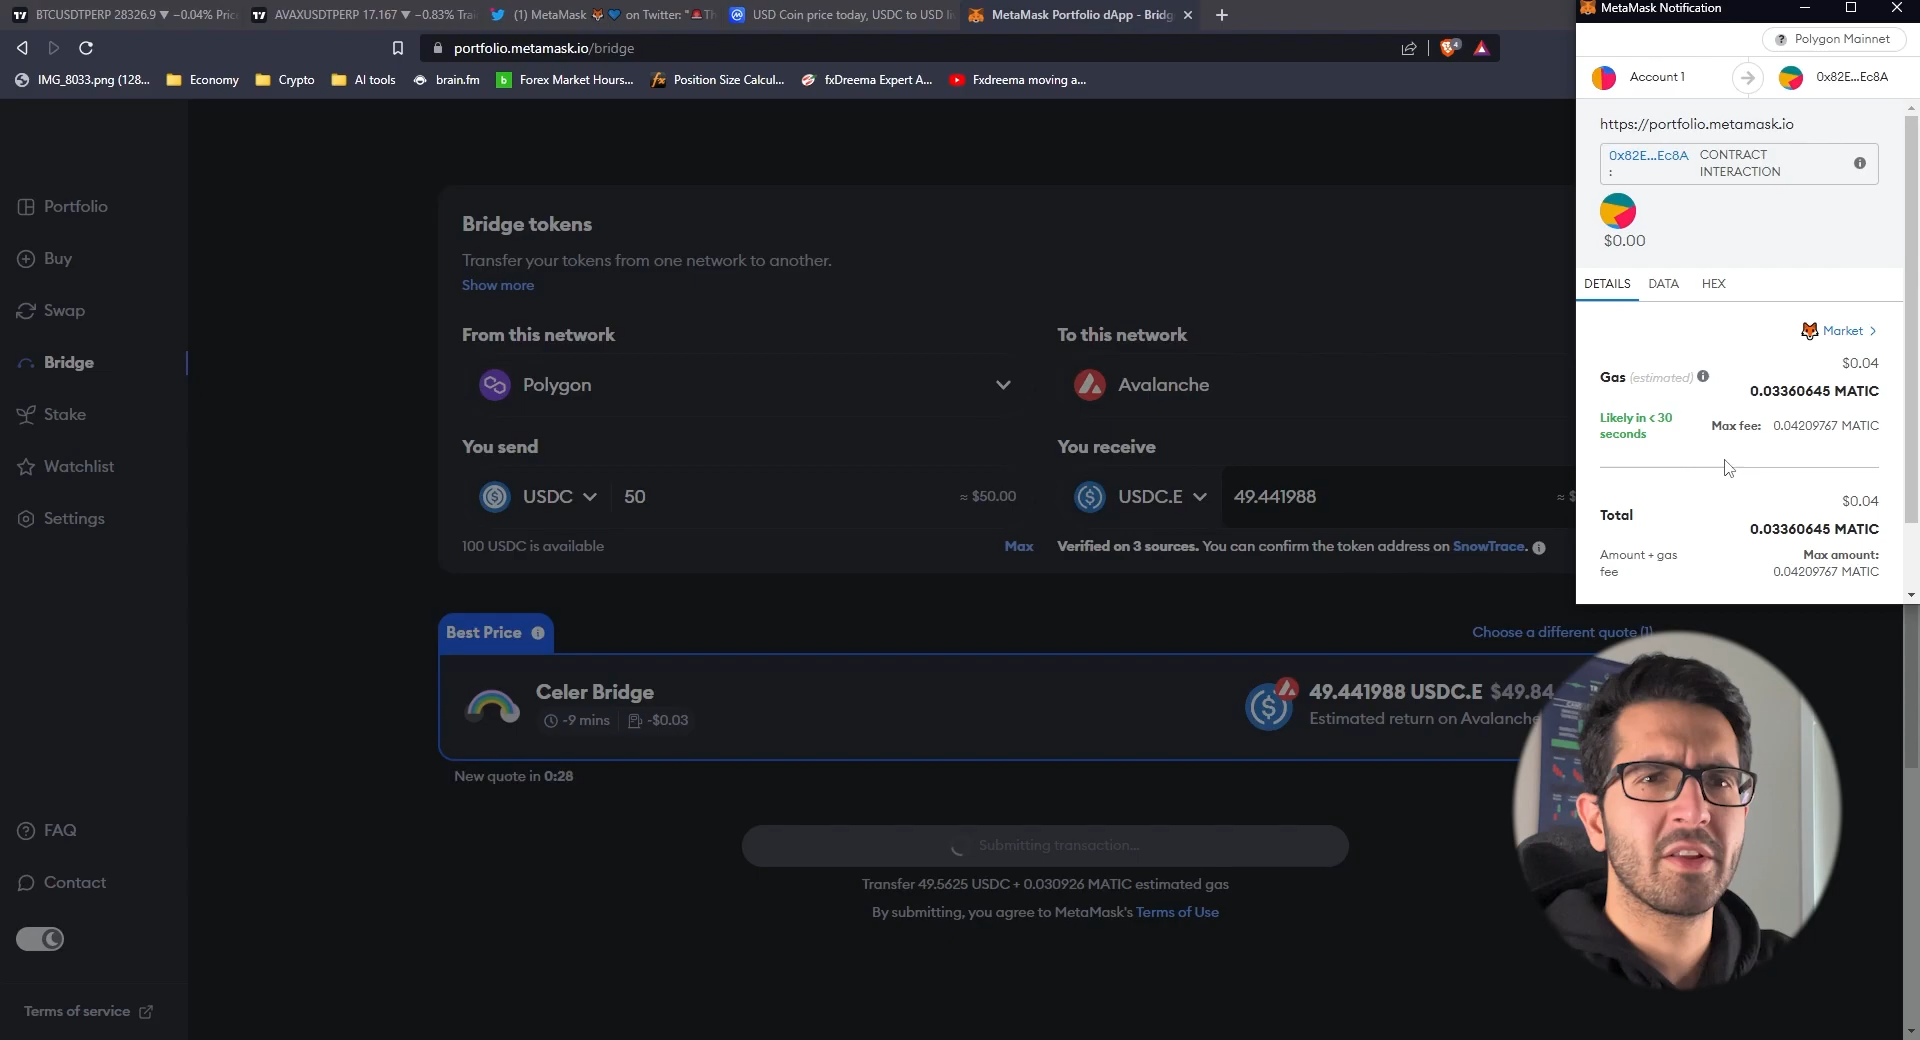 BTCUSDTPERP 28326.9 ▼ −0.04% Pric
AVAXUSDTPERP 17.167 ▼ −0.83% Trai
(1) MetaMask 🦊💙 on Twitter: "🚨Th
USD Coin price today, USDC to USD li
MetaMask Portfolio dApp - Bridg
MetaMask Notification
portfolio.metamask.io/bridge
IMG_8033.png (128...
Economy
Crypto
AI tools
brain.fm
Forex Market Hours...
Position Size Calcul...
fxDreema Expert A...
Fxdreema moving a...
Portfolio
Buy
Swap
Bridge
Stake
Watchlist
Settings
FAQ
Contact
Terms of service
Bridge tokens
Transfer your tokens from one network to another.
Show more
From this network
Polygon
To this network
Avalanche
You send
USDC
50
≈ $50.00
100 USDC is available
Max
You receive
USDC.E
49.441988
≈ $
Verified on 3 sources. You can confirm the token address on SnowTrace.
Best Price
Choose a different quote (1)
Celer Bridge
~9 mins
~$0.03
49.441988 USDC.E $49.84
Estimated return on Avalanche
New quote in 0:28
Submitting transaction...
Transfer 49.5625 USDC + 0.030926 MATIC estimated gas
By submitting, you agree to MetaMask's Terms of Use
Polygon Mainnet
Account 1
0x82E...Ec8A
https://portfolio.metamask.io
0x82E...Ec8A
:
CONTRACT
INTERACTION
$0.00
DETAILS
DATA
HEX
Market >
$0.04
Gas (estimated)
0.03360645 MATIC
Likely in < 30
seconds
Max fee: 0.04209767 MATIC
$0.04
Total
0.03360645 MATIC
Amount + gas
fee
Max amount:
0.04209767 MATIC